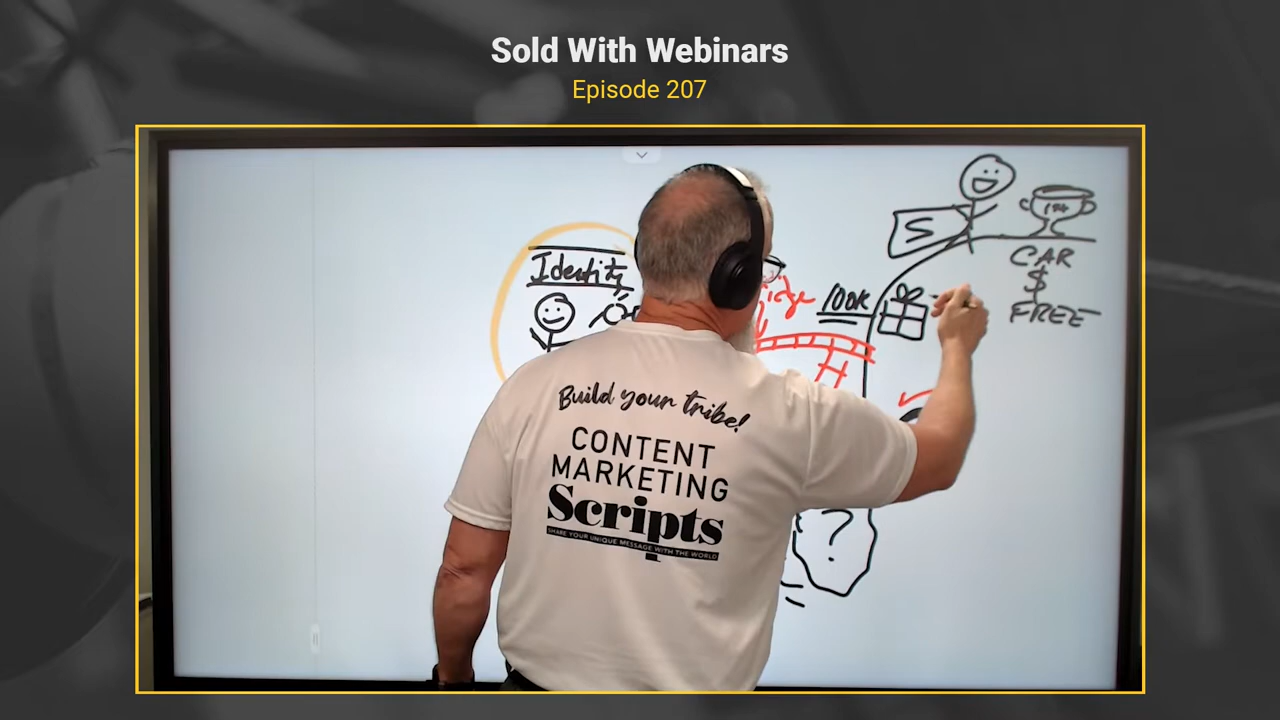 Sold With Webinars
Episode 207
Identity
100K
S
1st
CAR
$
FREE
?
Build your tribe!
CONTENT
MARKETING
Scripts
SHARE YOUR UNIQUE MESSAGE WITH THE WORLD